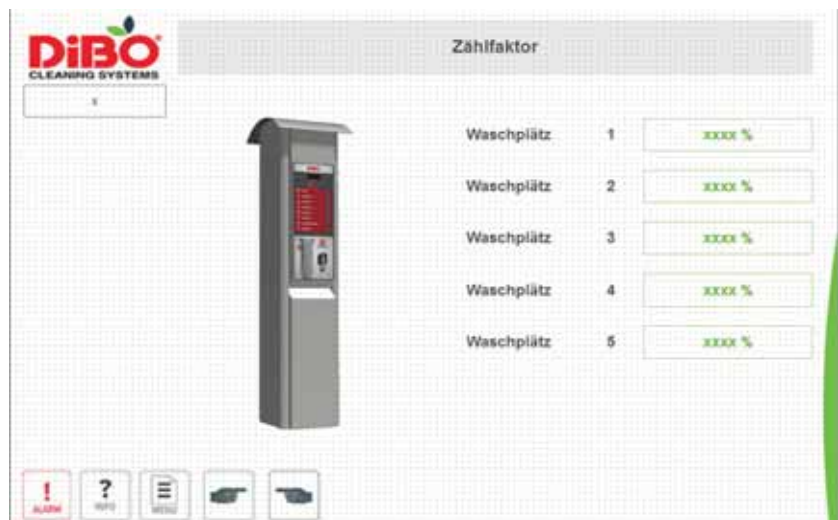 DiBO
CLEANING SYSTEMS
Zählfaktor
x
Waschplätz 1 xxxx %
Waschplätz 2 xxxx %
Waschplätz 3 xxxx %
Waschplätz 4 xxxx %
Waschplätz 5 xxxx %
! ? 
ALARM INFO MENU